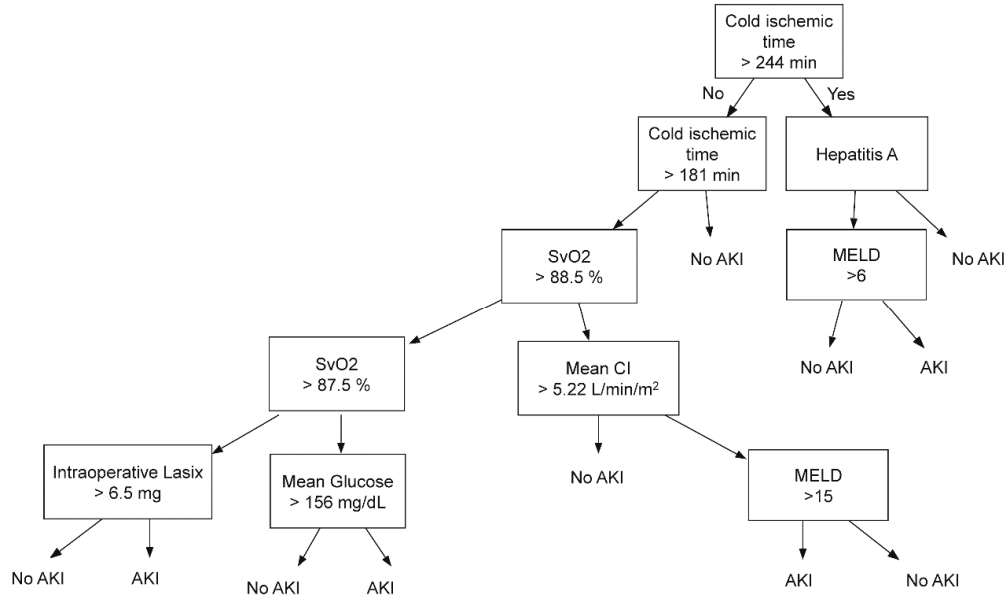 Cold ischemic
time
> 244 min
No
Yes
Cold ischemic
time
> 181 min
Hepatitis A
SvO2
> 88.5 %
No AKI
MELD
>6
No AKI
SvO2
> 87.5 %
Mean CI
> 5.22 L/min/m²
No AKI
AKI
Intraoperative Lasix
> 6.5 mg
Mean Glucose
> 156 mg/dL
No AKI
MELD
>15
No AKI
AKI
No AKI
AKI
AKI
No AKI